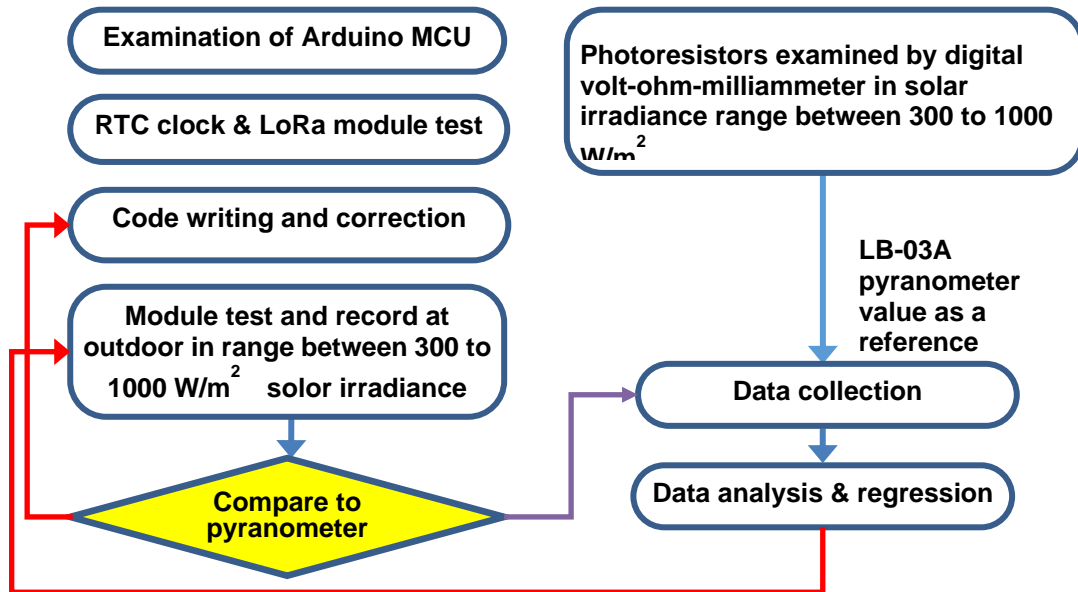 Examination of Arduino MCU
RTC clock & LoRa module test
Code writing and correction
Module test and record at
outdoor in range between 300 to
1000 W/m² solor irradiance
Compare to
pyranometer
Photoresistors examined by digital
volt-ohm-milliammeter in solar
irradiance range between 300 to 1000
W/m²
LB-03A
pyranometer
value as a
reference
Data collection
Data analysis & regression